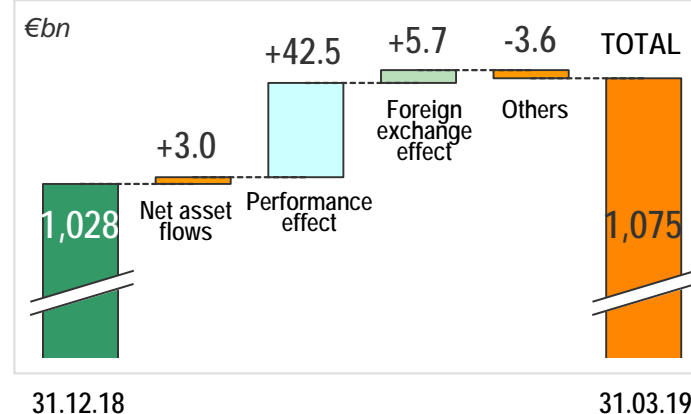 €bn
+42.5
+5.7
-3.6
TOTAL
+3.0
Foreign
exchange
effect
Others
1,028
Net asset
flows
Performance
effect
1,075
31.12.18
31.03.19